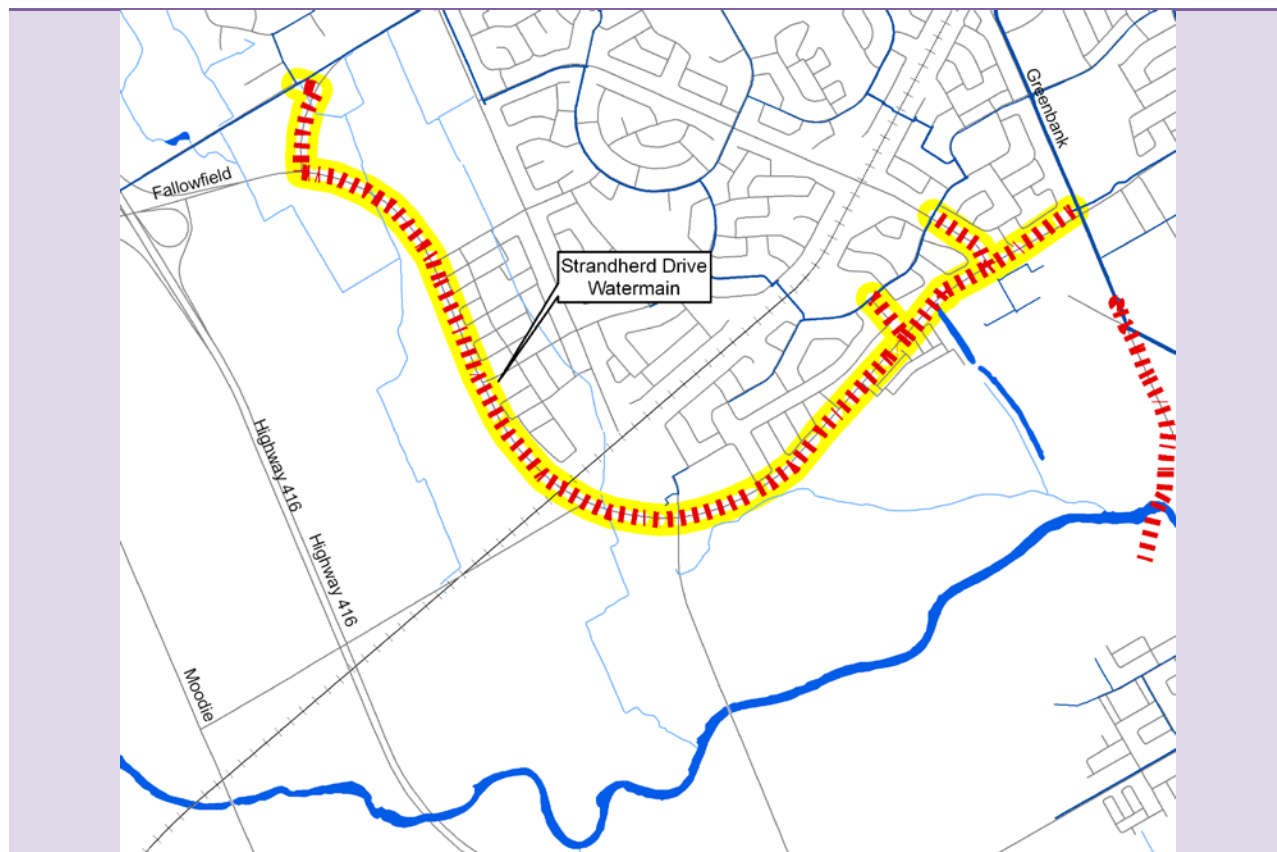 Greenbank
Fallowfield
Strandherd Drive
Watermain
Highway 416
Highway 416
Moodie